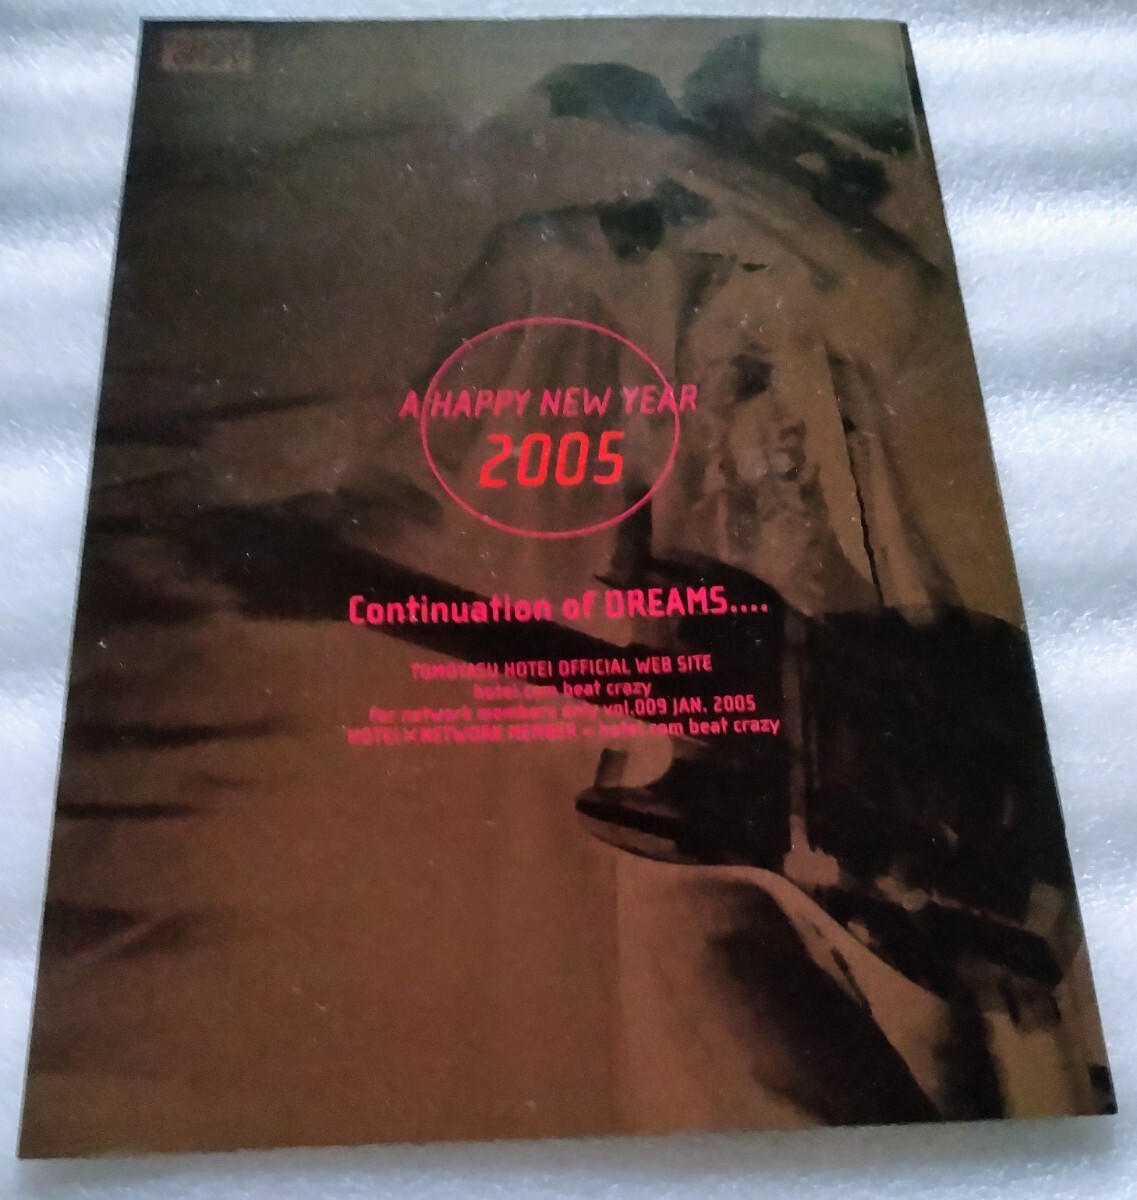 A HAPPY NEW YEAR
2005
Continuation of DREAMS....
TOMOYASU HOTEI OFFICIAL WEB SITE
hotei.com beat crazy
for network members only vol.009 JAN. 2005
HOTEI×NETWORK MEMBER - hotei.com beat crazy